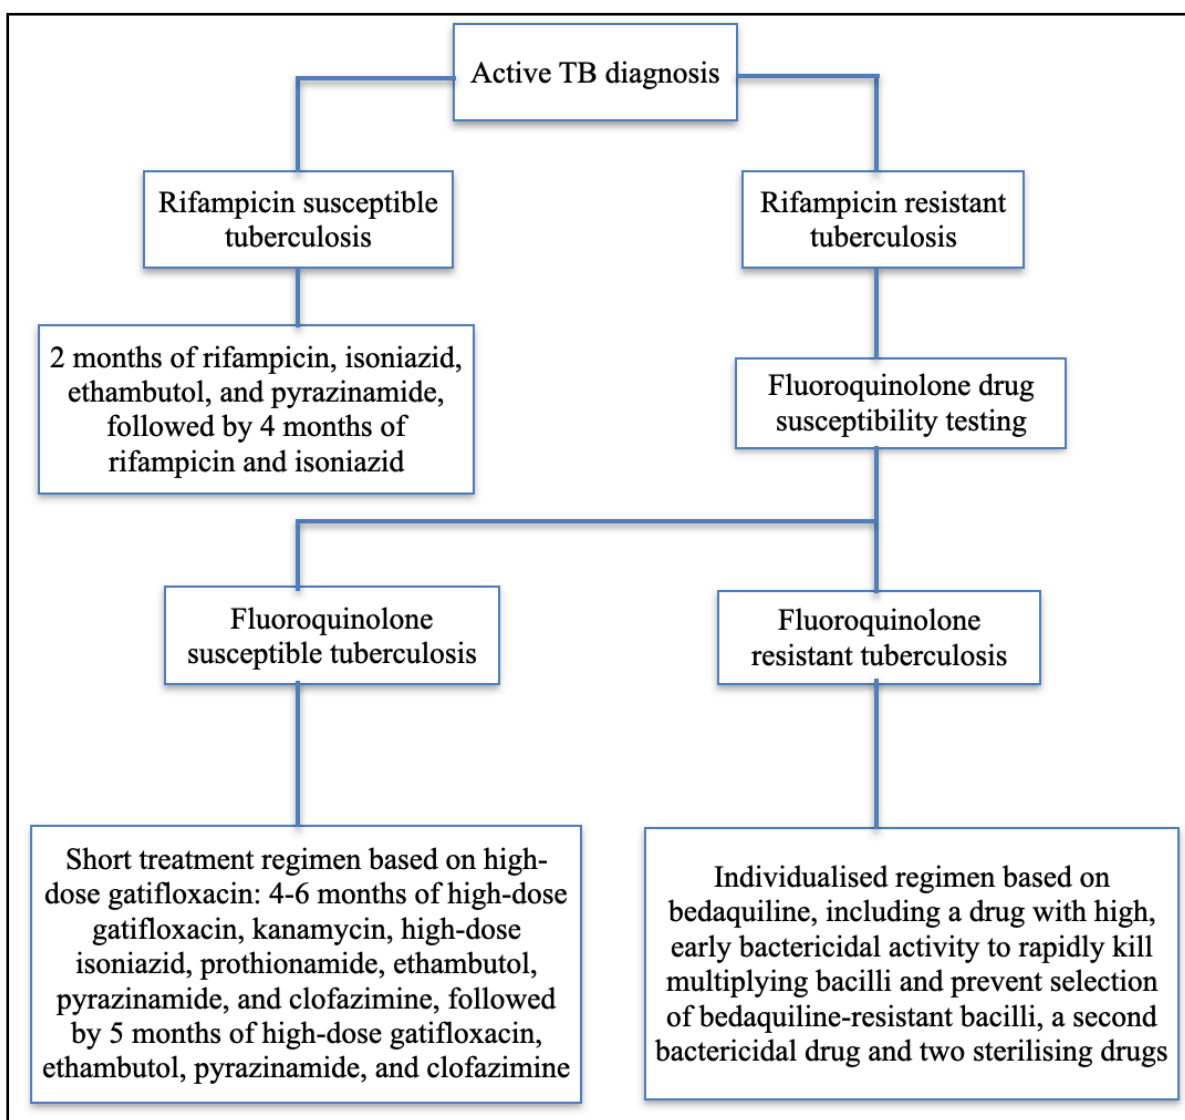 Active TB diagnosis
Rifampicin susceptible
tuberculosis
Rifampicin resistant
tuberculosis
2 months of rifampicin, isoniazid,
ethambutol, and pyrazinamide,
followed by 4 months of
rifampicin and isoniazid
Fluoroquinolone drug
susceptibility testing
Fluoroquinolone
susceptible tuberculosis
Fluoroquinolone
resistant tuberculosis
Short treatment regimen based on high-
dose gatifloxacin: 4-6 months of high-dose
gatifloxacin, kanamycin, high-dose
isoniazid, prothionamide, ethambutol,
pyrazinamide, and clofazimine, followed
by 5 months of high-dose gatifloxacin,
ethambutol, pyrazinamide, and clofazimine
Individualised regimen based on
bedaquiline, including a drug with high,
early bactericidal activity to rapidly kill
multiplying bacilli and prevent selection
of bedaquiline-resistant bacilli, a second
bactericidal drug and two sterilising drugs